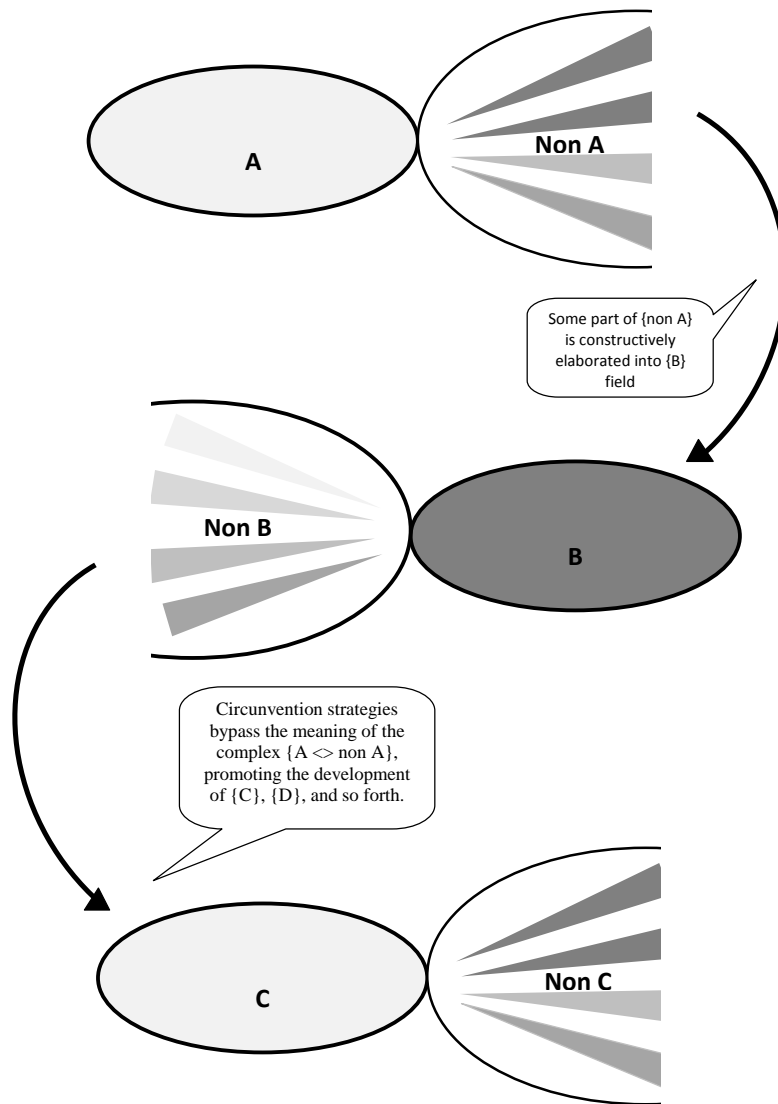 A
Non A
Some part of {non A}
is constructively
elaborated into {B}
field
Non B
B
Circunvention strategies
bypass the meaning of the
complex {A <> non A},
promoting the development
of {C}, {D}, and so forth.
C
Non C